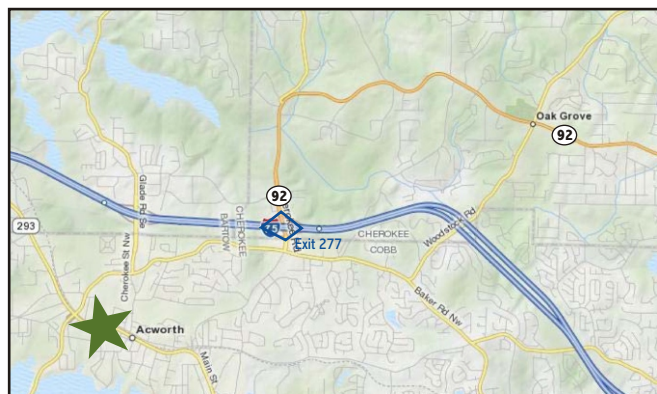 Oak Grove
92
92
Glade Rd Se
293
CHEROKEE
BARTOW
75
Exit 277
CHEROKEE
COBB
Woodstock Rd
Cherokee St Nw
Baker Rd Nw
Acworth
Main St